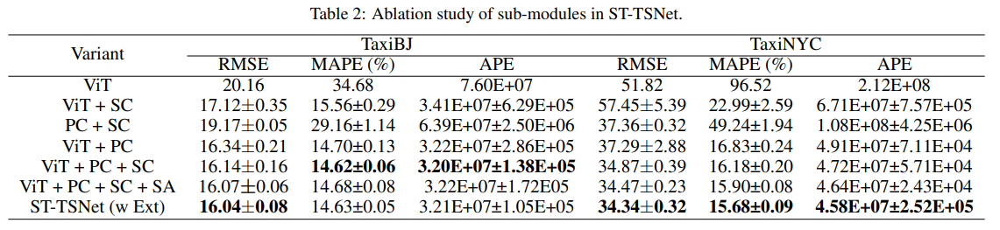 Table 2: Ablation study of sub-modules in ST-TSNet.
Variant TaxiBJ TaxiNYC
RMSE MAPE (%) APE RMSE MAPE (%) APE
ViT 20.16 34.68 7.60E+07 51.82 96.52 2.12E+08
ViT + SC 17.12±0.35 15.56±0.29 3.41E+07±6.29E+05 57.45±5.39 22.99±2.59 6.71E+07±7.57E+05
PC + SC 19.17±0.05 29.16±1.14 6.39E+07±2.50E+06 37.36±0.32 49.24±1.94 1.08E+08±4.25E+06
ViT + PC 16.34±0.21 14.70±0.13 3.22E+07±2.86E+05 37.29±2.88 16.83±0.24 4.91E+07±7.11E+04
ViT + PC + SC 16.14±0.16 14.62±0.06 3.20E+07±1.38E+05 34.87±0.39 16.18±0.20 4.72E+07±5.71E+04
ViT + PC + SC + SA 16.07±0.06 14.68±0.08 3.22E+07±1.72E05 34.47±0.23 15.90±0.08 4.64E+07±2.43E+04
ST-TSNet (w Ext) 16.04±0.08 14.63±0.05 3.21E+07±1.05E+05 34.34±0.32 15.68±0.09 4.58E+07±2.52E+05